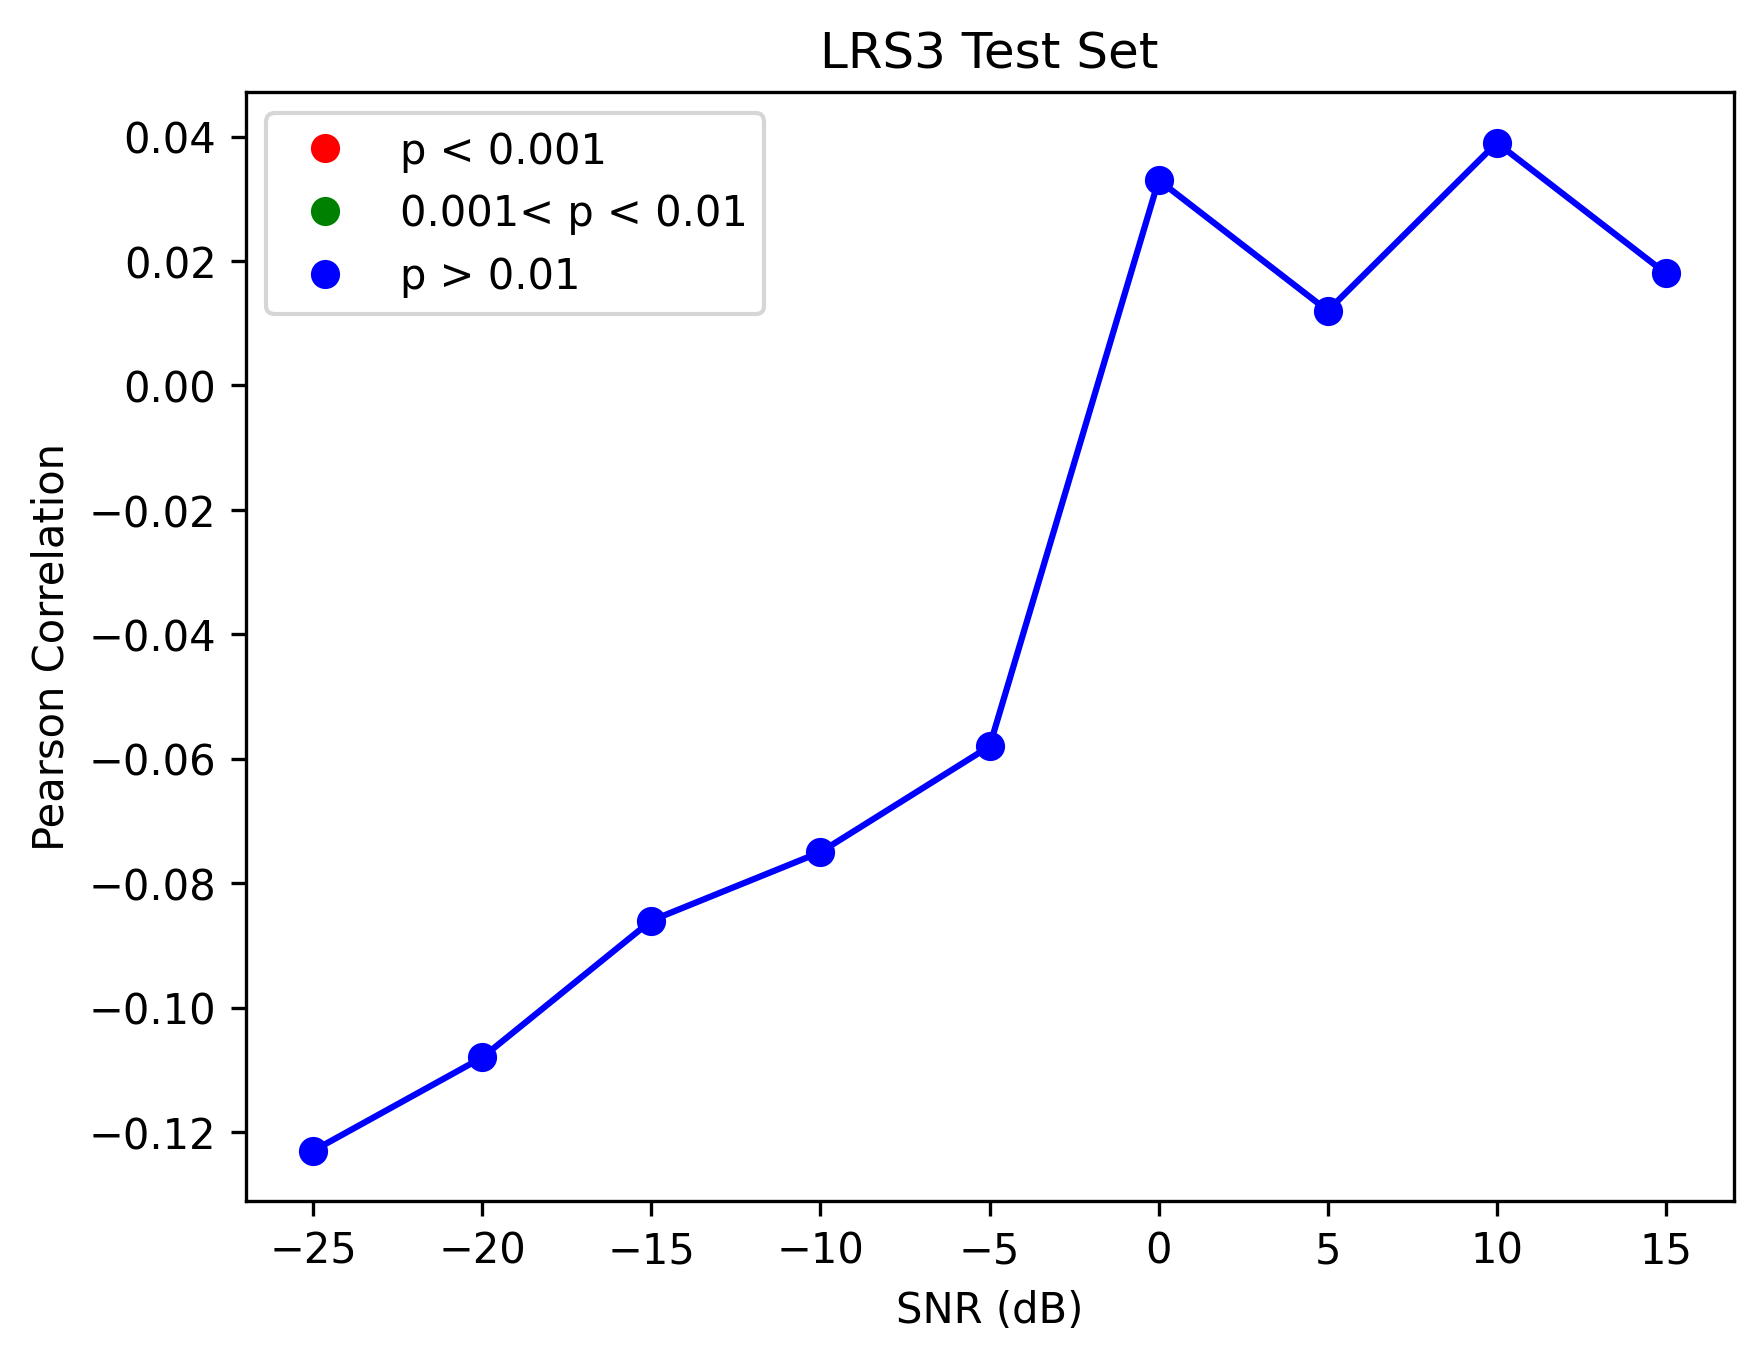 LRS3 Test Set
p < 0.001
0.001< p < 0.01
p > 0.01
0.04
0.02
0.00
−0.02
−0.04
−0.06
−0.08
−0.10
−0.12
Pearson Correlation
−25 −20 −15 −10 −5 0 5 10 15
SNR (dB)